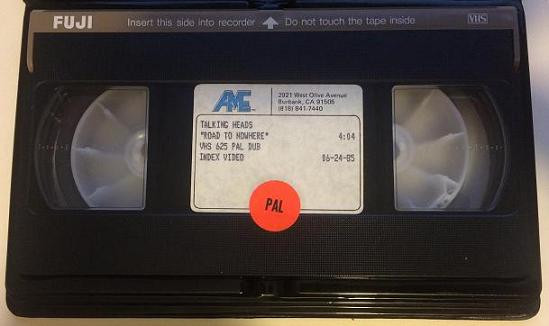 FUJI
Insert this side into recorder Do not touch the tape inside
VHS
AME
2921 West Olive Avenue
Burbank, CA 91505
(818) 841-7440
TALKING HEADS
"ROAD TO NOWHERE" 4:04
VHS 625 PAL DUB
INDEX VIDEO 06-24-85
PAL